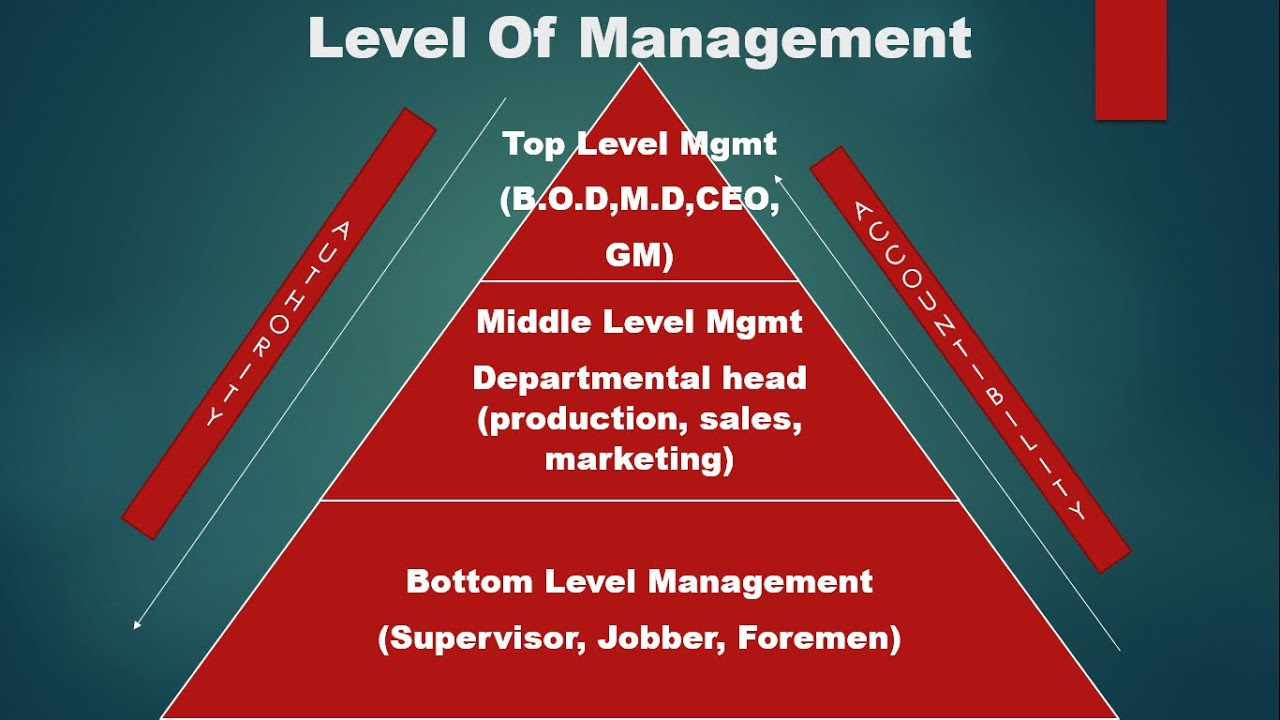 Level Of Management
Top Level Mgmt
(B.O.D,M.D,CEO,
GM)
Middle Level Mgmt
Departmental head
(production, sales,
marketing)
Bottom Level Management
(Supervisor, Jobber, Foremen)
AUTHORITY
ACCOUNTIBILITY